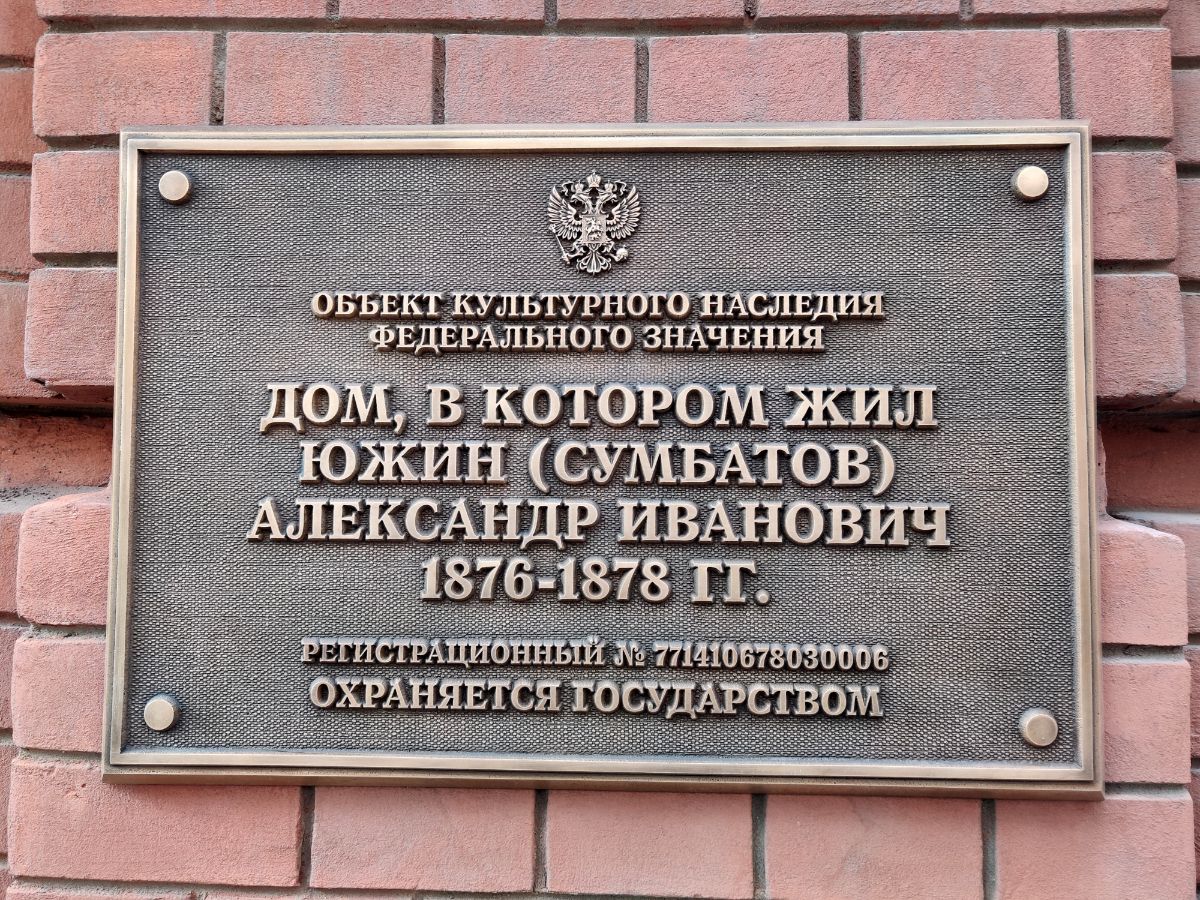 ОБЪЕКТ КУЛЬТУРНОГО НАСЛЕДИЯ
ФЕДЕРАЛЬНОГО ЗНАЧЕНИЯ
ДОМ, В КОТОРОМ ЖИЛ
ЮЖИН (СУМБАТОВ)
АЛЕКСАНДР ИВАНОВИЧ
1876-1878 ГГ.
РЕГИСТРАЦИОННЫЙ № 771410678030006
ОХРАНЯЕТСЯ ГОСУДАРСТВОМ